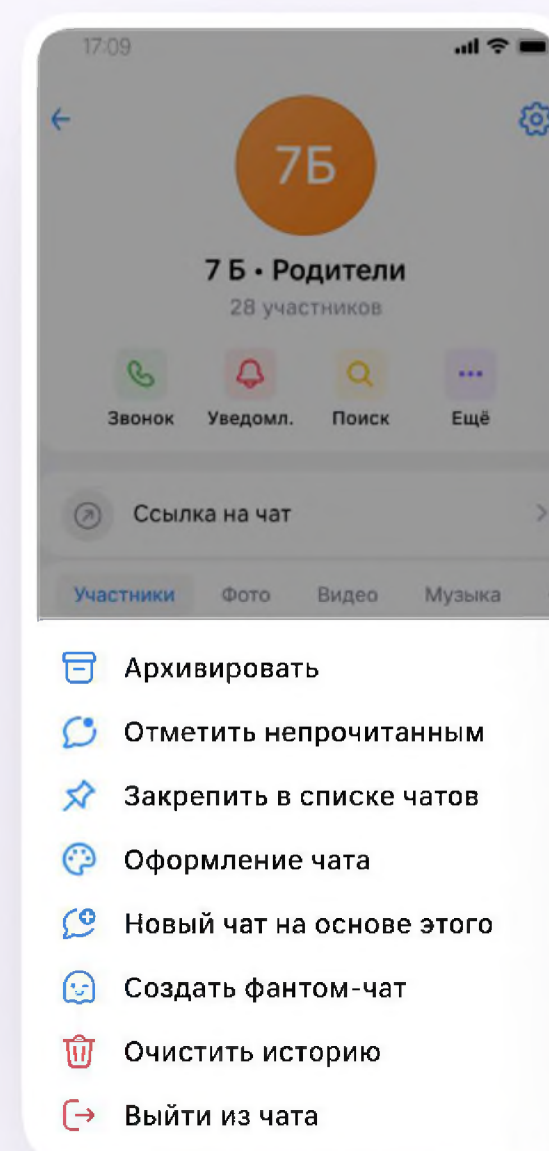 17:09
7Б
7 Б • Родители
28 участников
Звонок Уведомл. Поиск Ещё
Ссылка на чат
Участники Фото Видео Музыка
Архивировать
Отметить непрочитанным
Закрепить в списке чатов
Оформление чата
Новый чат на основе этого
Создать фантом-чат
Очистить историю
Выйти из чата